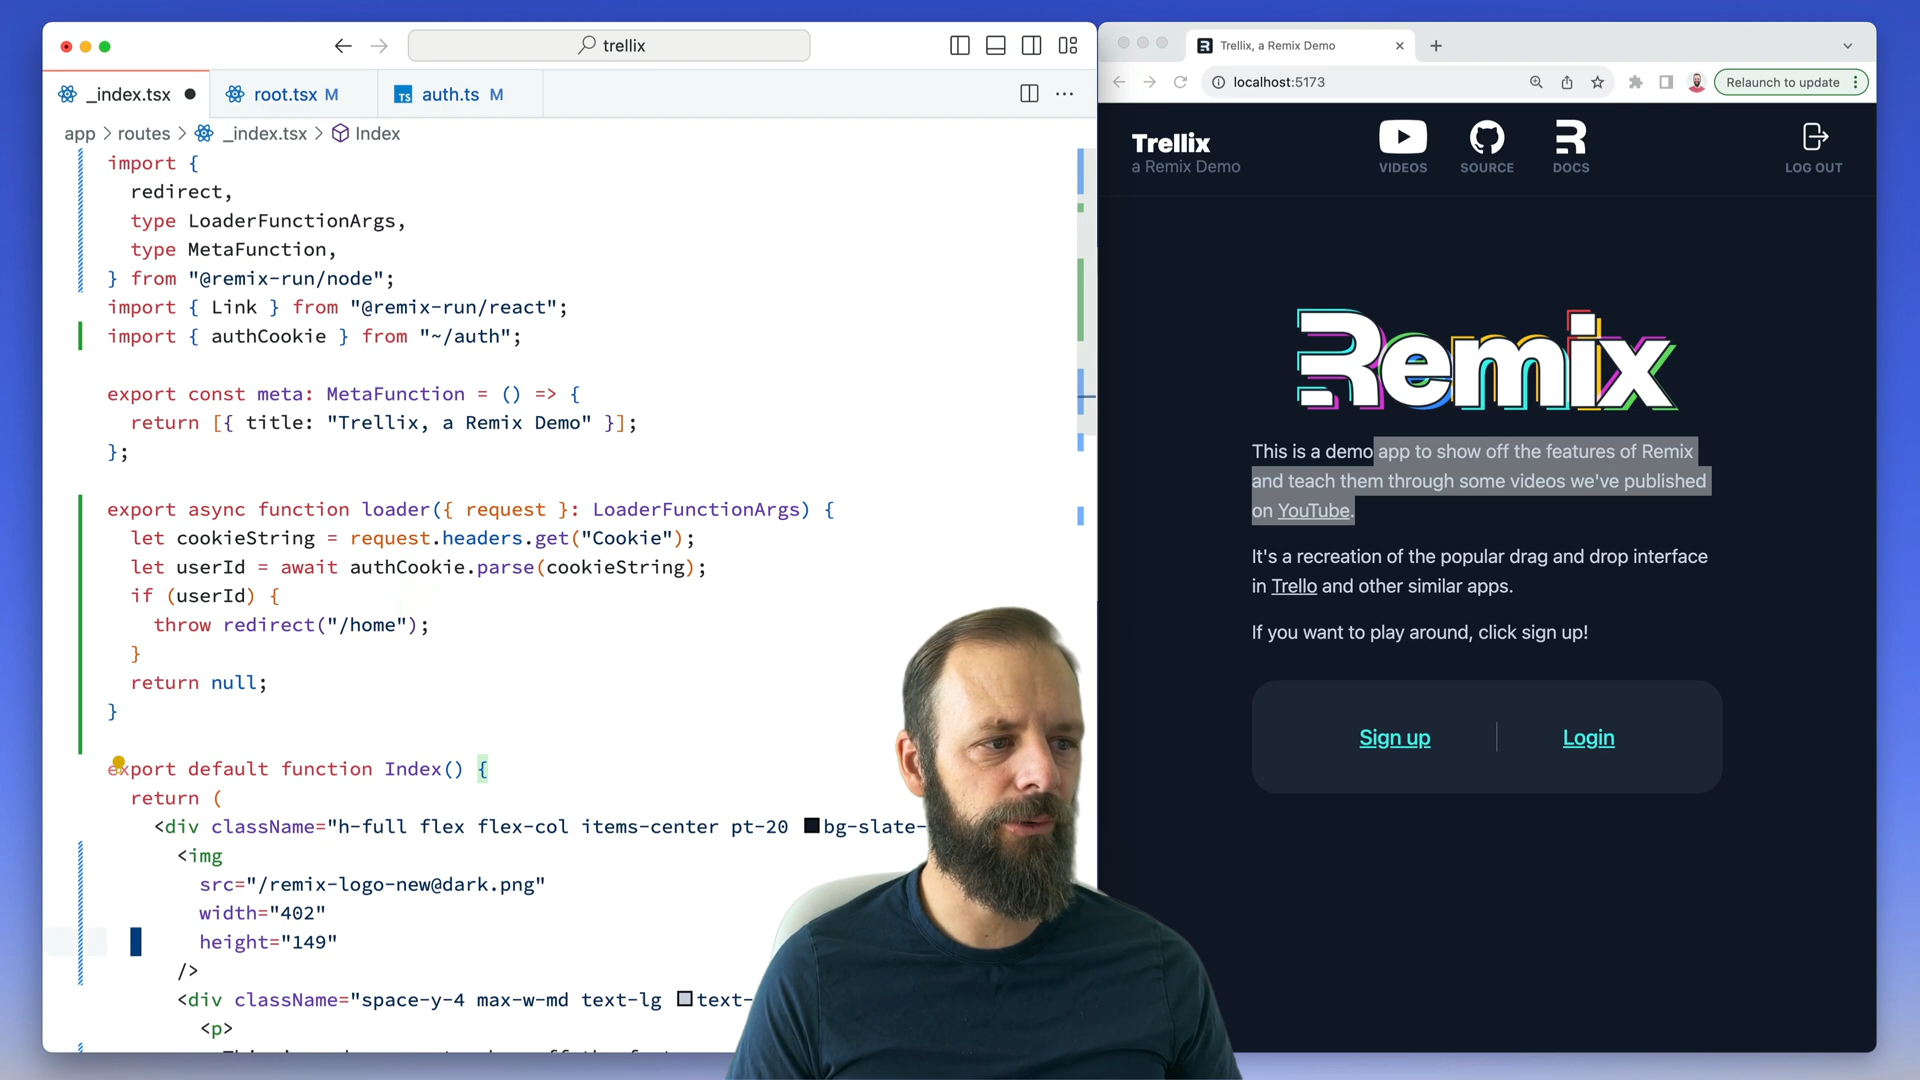 trellix
_index.tsx
root.tsx M
TS auth.ts M
app > routes > _index.tsx > Index
import {
redirect,
type LoaderFunctionArgs,
type MetaFunction,
} from "@remix-run/node";
import { Link } from "@remix-run/react";
import { authCookie } from "~/auth";
export const meta: MetaFunction = () => {
return [{ title: "Trellix, a Remix Demo" }];
};
export async function loader({ request }: LoaderFunctionArgs) {
let cookieString = request.headers.get("Cookie");
let userId = await authCookie.parse(cookieString);
if (userId) {
throw redirect("/home");
}
return null;
}
export default function Index() {
return (
<div className="h-full flex flex-col items-center pt-20 bg-slate-
<img
src="/remix-logo-new@dark.png"
width="402"
height="149"
/>
<div className="space-y-4 max-w-md text-lg text-
<p>
Trellix, a Remix Demo
localhost:5173
Relaunch to update
Trellix
a Remix Demo
VIDEOS
SOURCE
DOCS
LOG OUT
Remix
This is a demo app to show off the features of Remix
and teach them through some videos we've published
on YouTube.
It's a recreation of the popular drag and drop interface
in Trello and other similar apps.
If you want to play around, click sign up!
Sign up
Login